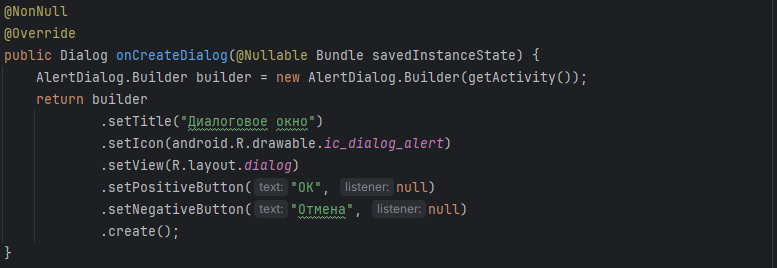 @NonNull
@Override
public Dialog onCreateDialog(@Nullable Bundle savedInstanceState) {
    AlertDialog.Builder builder = new AlertDialog.Builder(getActivity());
    return builder
            .setTitle("Диалоговое окно")
            .setIcon(android.R.drawable.ic_dialog_alert)
            .setView(R.layout.dialog)
            .setPositiveButton( text: "OK", listener: null)
            .setNegativeButton( text: "Отмена", listener: null)
            .create();
}